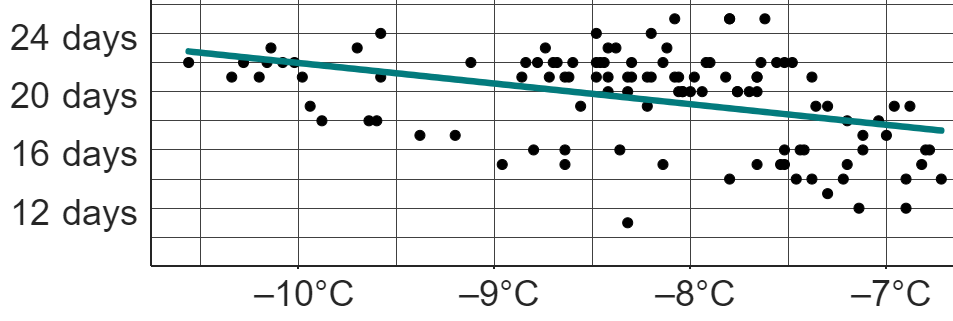 24 days
20 days
16 days
12 days
–10°C
–9°C
–8°C
–7°C